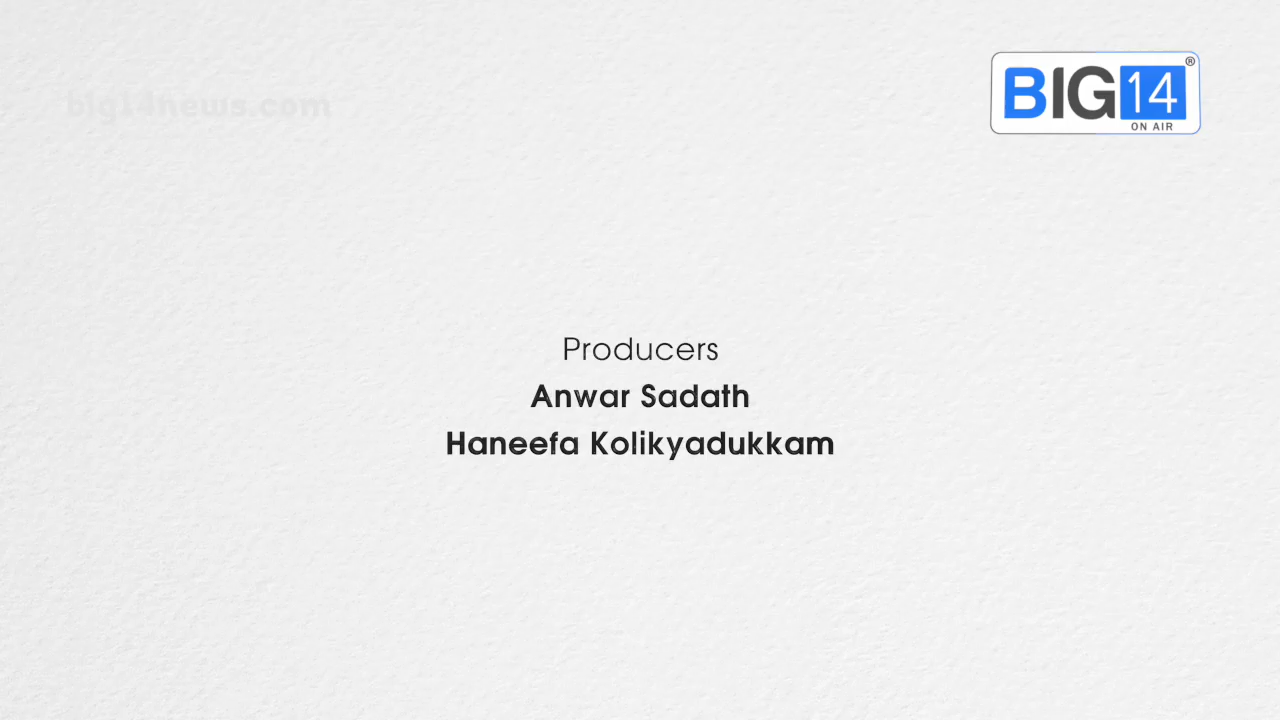 big14news.com
BIG14®
ON AIR
Producers
Anwar Sadath
Haneefa Kolikyadukkam